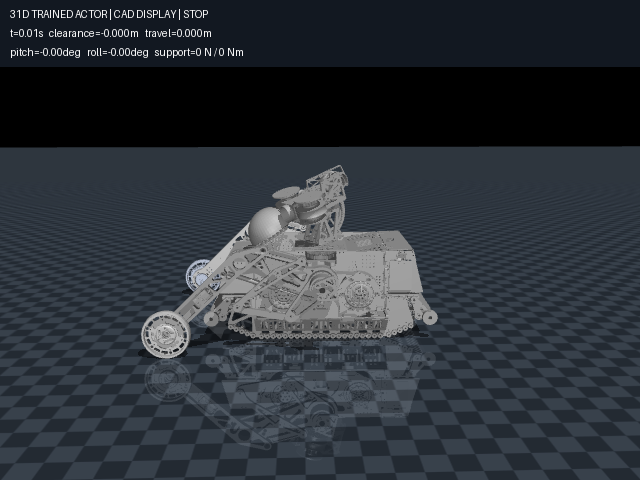 31D TRAINED ACTOR | CAD DISPLAY | STOP
t=0.01s  clearance=-0.000m  travel=0.000m
pitch=-0.00deg  roll=-0.00deg  support=0 N / 0 Nm